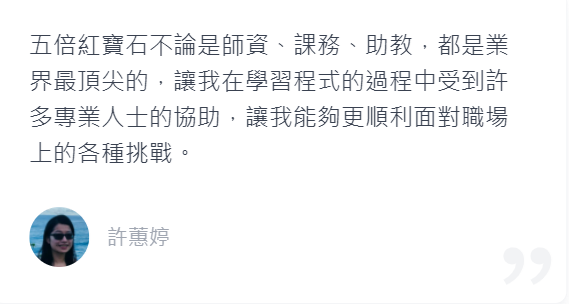 五倍紅寶石不論是師資、課務、助教，都是業
界最頂尖的，讓我在學習程式的過程中受到許
多專業人士的協助，讓我能夠更順利面對職場
上的各種挑戰。
許蕙婷